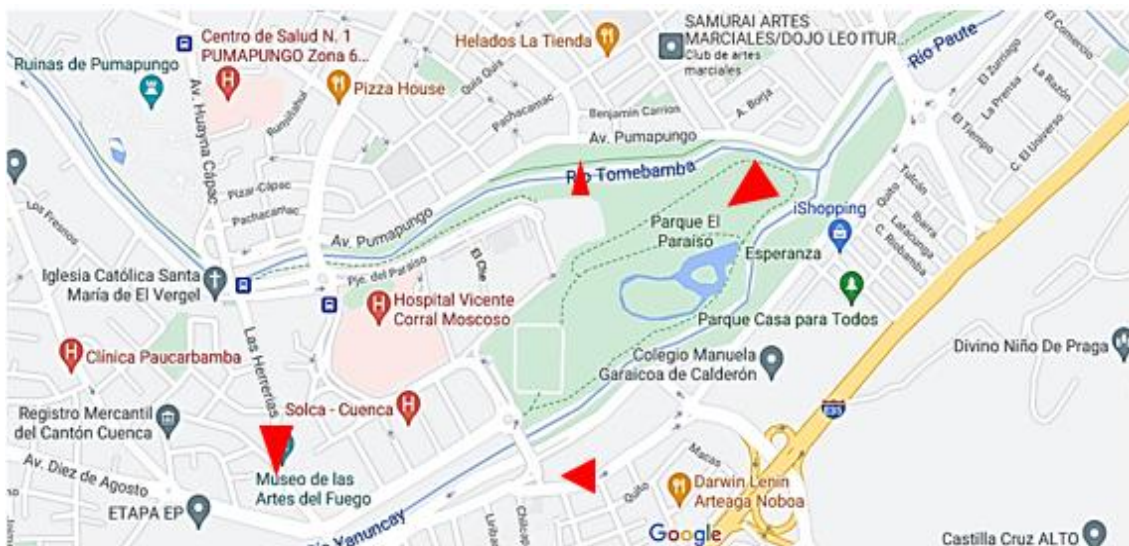 Centro de Salud N. 1
PUMAPUNGO Zona 6...
Helados La Tienda
SAMURAI ARTES
MARCIALES/DOJO LEO ITUR...
Club de artes
marciales
Río Paute
El Comercio
El Zurriago
La Razón
La Prensa
El Tiempo
C. El Universo
Ruinas de Pumapungo
Av. Huayna Cápac
Pizza House
Quis Quis
Pachacamac
Benjamin Carrion
A. Borja
Av. Pumapungo
Río Tomebamba
Pizar-Cápac
Pachacamac
Los Fresnos
Av. Pumapungo
Parque El
Paraíso
iShopping
Esperanza
Tulcán
Quito
Ibarra
Latacunga
C. Riobamba
Iglesia Católica Santa
María de El Vergel
Pje. del Paraíso
El Che
Hospital Vicente
Corral Moscoso
Parque Casa para Todos
Clínica Paucarbamba
Las Herrerías
Colegio Manuela
Garaicoa de Calderón
Divino Niño De Praga
Registro Mercantil
del Cantón Cuenca
Solca - Cuenca
E35
Av. Diez de Agosto
Museo de las
Artes del Fuego
Macas
Quito
Darwin Lenin
Arteaga Noboa
ETAPA EP
Yanuncay
Google
Castilla Cruz ALTO